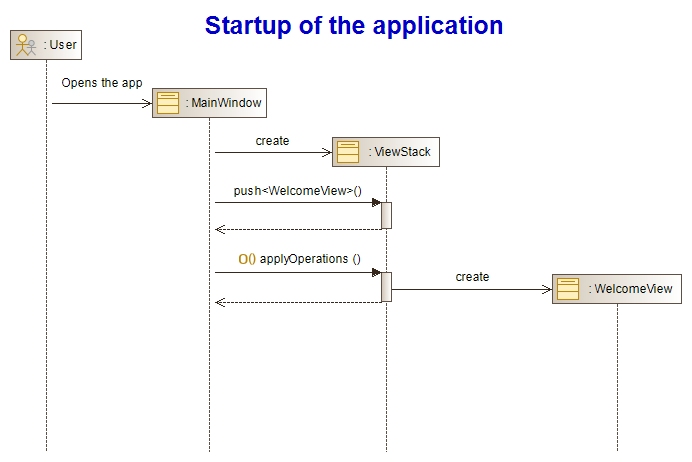 Startup of the application
: User
Opens the app
: MainWindow
create
: ViewStack
push<WelcomeView>()
O() applyOperations ()
create
: WelcomeView